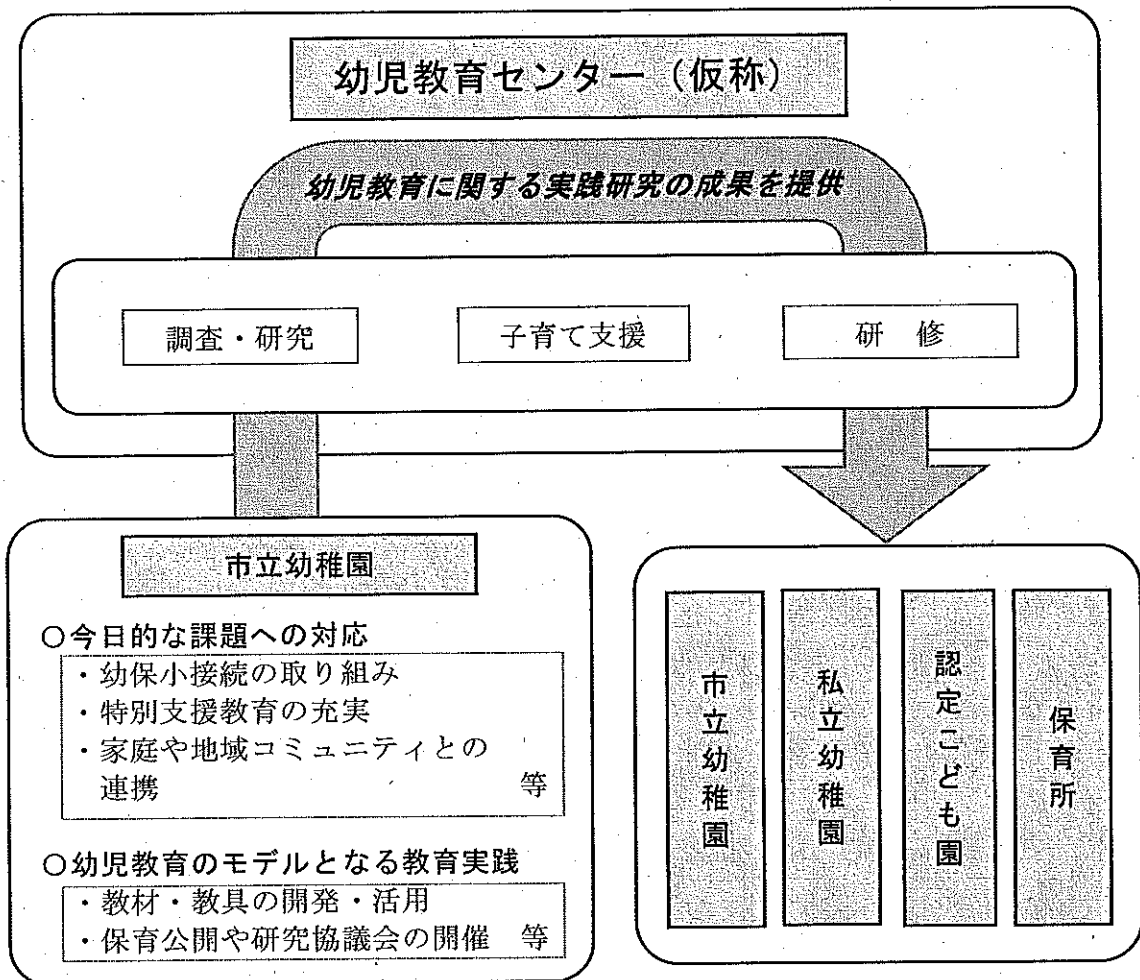 幼児教育センター（仮称）
幼児教育に関する実践研究の成果を提供
調査・研究
子育て支援
研　修
市立幼稚園
○今日的な課題への対応
・幼保小接続の取り組み
・特別支援教育の充実
・家庭や地域コミュニティとの
連携　等
○幼児教育のモデルとなる教育実践
・教材・教具の開発・活用
・保育公開や研究協議会の開催　等
市立幼稚園
私立幼稚園
認定こども園
保育所